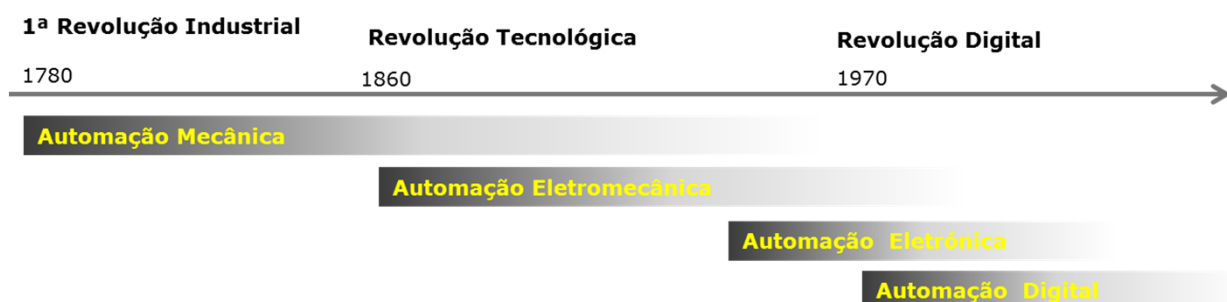 1ª Revolução Industrial
Revolução Tecnológica
Revolução Digital
1780
1860
1970
Automação Mecânica
Automação Eletromecânica
Automação Eletrónica
Automação Digital